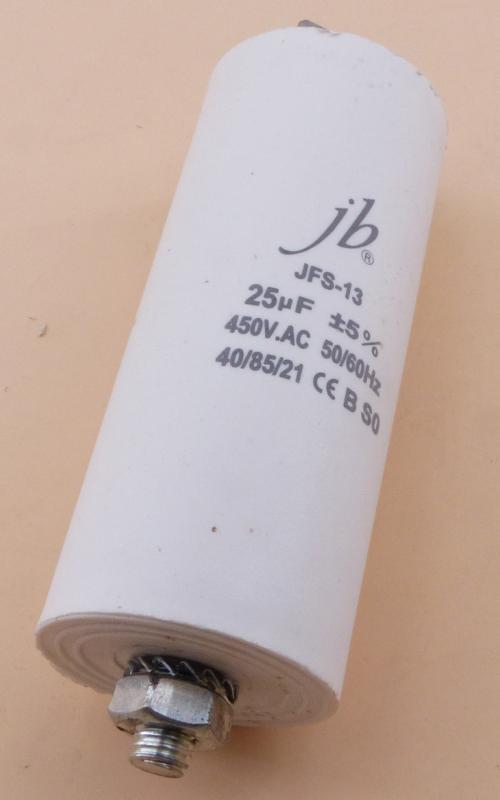 jb®
JFS-13
25µF ±5%
450V.AC 50/60Hz
40/85/21 CE B S0